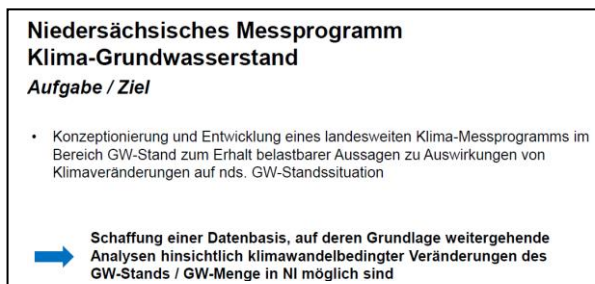 Niedersächsisches Messprogramm
Klima-Grundwasserstand
Aufgabe / Ziel
• Konzeptionierung und Entwicklung eines landesweiten Klima-Messprogramms im
Bereich GW-Stand zum Erhalt belastbarer Aussagen zu Auswirkungen von
Klimaveränderungen auf nds. GW-Standssituation
Schaffung einer Datenbasis, auf deren Grundlage weitergehende
Analysen hinsichtlich klimawandelbedingter Veränderungen des
GW-Stands / GW-Menge in NI möglich sind